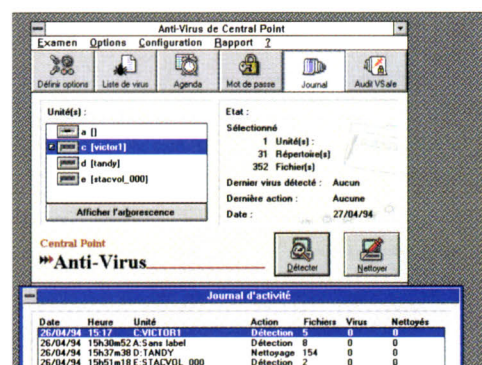 Anti-Virus de Central Point
Examen Options Configuration Rapport ?
Définir options Liste de virus Agenda Mot de passe Journal Audit VSafe
Unité(s) :
a []
c [victor1]
d [tandy]
e [stacvol_000]
Afficher l'arborescence
Etat :
Sélectionné
1 Unité(s) :
31 Répertoire(s)
352 Fichier(s)
Dernier virus détecté : Aucun
Dernière action : Aucune
Date : 27/04/94
Central Point
Anti-Virus
Détecter Nettoyer
Journal d'activité
Date Heure Unité Action Fichiers Virus Nettoyés
26/04/94 15:17 C:VICTOR1 Détection 5 0 0
26/04/94 15h30m52 A:Sans label Détection 8 0 0
26/04/94 15h37m38 D:TANDY Nettoyage 154 0 0
26/04/94 15h51m18 E:STACVOL_000 Détection 2 0 0